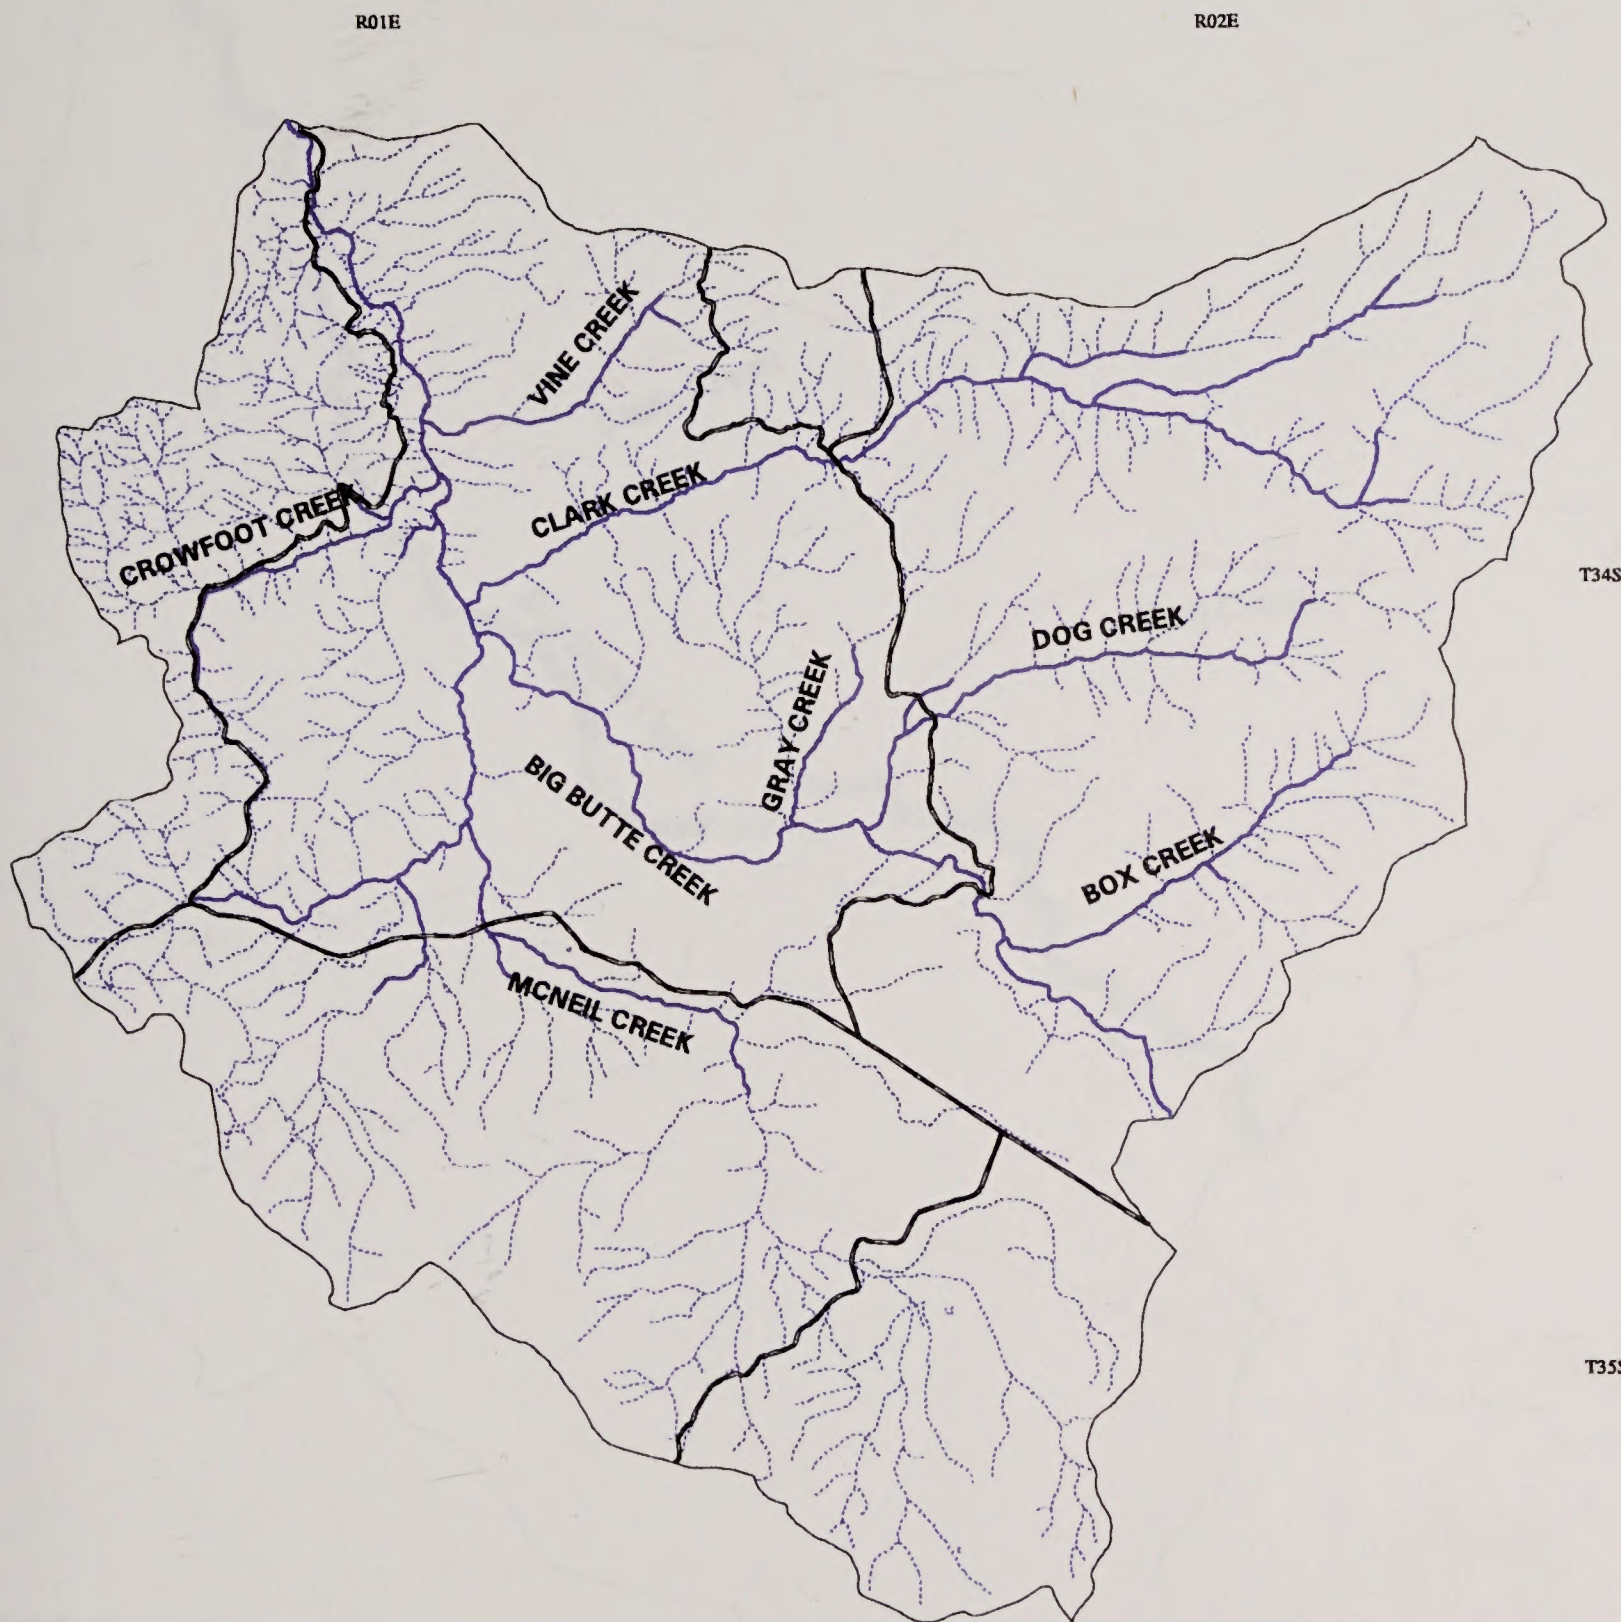 R01E
R02E
VINE CREEK
CLARK CREEK
CROWFOOT CREEK
T34S
DOG CREEK
GRAY CREEK
BIG BUTTE CREEK
BOX CREEK
MCNEIL CREEK
T35S